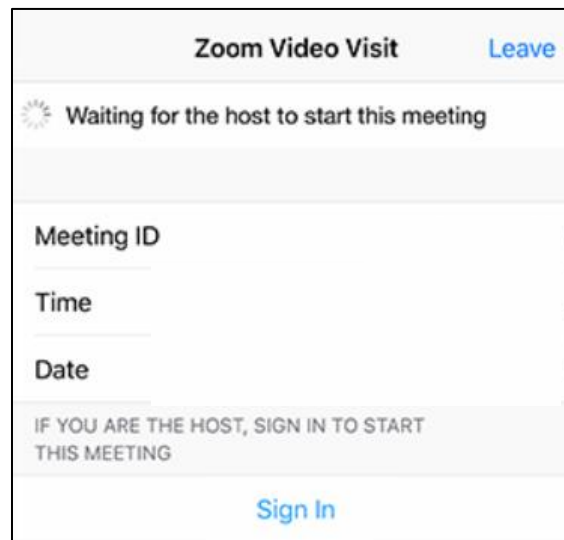 Zoom Video Visit Leave
Waiting for the host to start this meeting
Meeting ID
Time
Date
IF YOU ARE THE HOST, SIGN IN TO START
THIS MEETING
Sign In